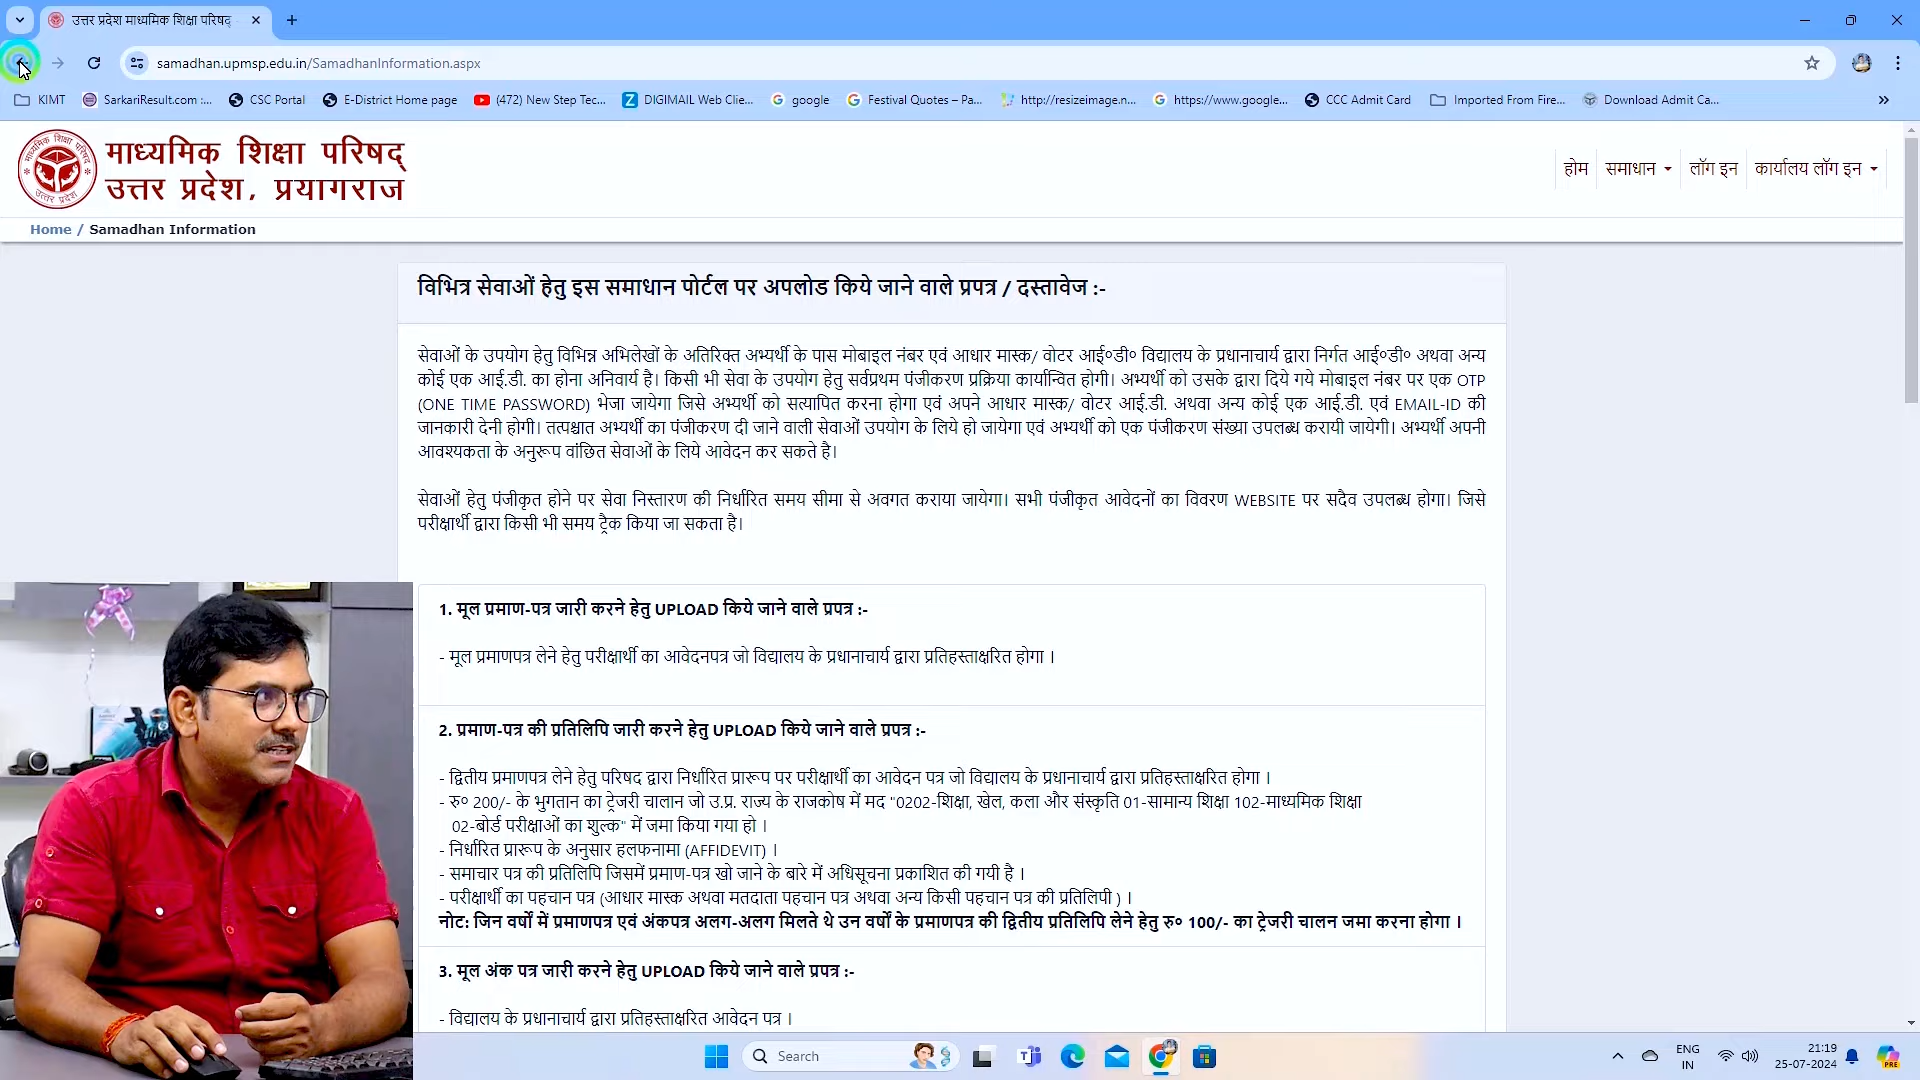 उत्तर प्रदेश माध्यमिक शिक्षा परिषद्
samadhan.upmsp.edu.in/SamadhanInformation.aspx
KIMT
SarkariResult.com :...
CSC Portal
E-District Home page
(472) New Step Tec...
DIGIMAIL Web Clie...
google
Festival Quotes – Pa...
http://resizeimage.n...
https://www.google...
CCC Admit Card
Imported From Fire...
Download Admit Ca...
माध्यमिक शिक्षा परिषद्
उत्तर प्रदेश, प्रयागराज
होम
समाधान
लॉग इन
कार्यालय लॉग इन
Home / Samadhan Information
विभित्र सेवाओं हेतु इस समाधान पोर्टल पर अपलोड किये जाने वाले प्रपत्र / दस्तावेज :-
सेवाओं के उपयोग हेतु विभिन्न अभिलेखों के अतिरिक्त अभ्यर्थी के पास मोबाइल नंबर एवं आधार मास्क/ वोटर आई०डी० विद्यालय के प्रधानाचार्य द्वारा निर्गत आई०डी० अथवा अन्य
कोई एक आई.डी. का होना अनिवार्य है। किसी भी सेवा के उपयोग हेतु सर्वप्रथम पंजीकरण प्रक्रिया कार्यान्वित होगी। अभ्यर्थी को उसके द्वारा दिये गये मोबाइल नंबर पर एक OTP
(ONE TIME PASSWORD) भेजा जायेगा जिसे अभ्यर्थी को सत्यापित करना होगा एवं अपने आधार मास्क/ वोटर आई.डी. अथवा अन्य कोई एक आई.डी. एवं EMAIL-ID की
जानकारी देनी होगी। तत्पश्चात अभ्यर्थी का पंजीकरण दी जाने वाली सेवाओं उपयोग के लिये हो जायेगा एवं अभ्यर्थी को एक पंजीकरण संख्या उपलब्ध करायी जायेगी। अभ्यर्थी अपनी
आवश्यकता के अनुरूप वांछित सेवाओं के लिये आवेदन कर सकते है।
सेवाओं हेतु पंजीकृत होने पर सेवा निस्तारण की निर्धारित समय सीमा से अवगत कराया जायेगा। सभी पंजीकृत आवेदनों का विवरण WEBSITE पर सदैव उपलब्ध होगा। जिसे
परीक्षार्थी द्वारा किसी भी समय ट्रैक किया जा सकता है।
1. मूल प्रमाण-पत्र जारी करने हेतु UPLOAD किये जाने वाले प्रपत्र :-
- मूल प्रमाणपत्र लेने हेतु परीक्षार्थी का आवेदनपत्र जो विद्यालय के प्रधानाचार्य द्वारा प्रतिहस्ताक्षरित होगा ।
2. प्रमाण-पत्र की प्रतिलिपि जारी करने हेतु UPLOAD किये जाने वाले प्रपत्र :-
- द्वितीय प्रमाणपत्र लेने हेतु परिषद द्वारा निर्धारित प्रारूप पर परीक्षार्थी का आवेदन पत्र जो विद्यालय के प्रधानाचार्य द्वारा प्रतिहस्ताक्षरित होगा ।
- रु० 200/- के भुगतान का ट्रेजरी चालान जो उ.प्र. राज्य के राजकोष में मद "0202-शिक्षा, खेल, कला और संस्कृति 01-सामान्य शिक्षा 102-माध्यमिक शिक्षा
02-बोर्ड परीक्षाओं का शुल्क" में जमा किया गया हो ।
- निर्धारित प्रारूप के अनुसार हलफनामा (AFFIDEVIT) ।
- समाचार पत्र की प्रतिलिपि जिसमें प्रमाण-पत्र खो जाने के बारे में अधिसूचना प्रकाशित की गयी है ।
- परीक्षार्थी का पहचान पत्र (आधार मास्क अथवा मतदाता पहचान पत्र अथवा अन्य किसी पहचान पत्र की प्रतिलिपी ) ।
नोट: जिन वर्षों में प्रमाणपत्र एवं अंकपत्र अलग-अलग मिलते थे उन वर्षों के प्रमाणपत्र की द्वितीय प्रतिलिपि लेने हेतु रु० 100/- का ट्रेजरी चालन जमा करना होगा ।
3. मूल अंक पत्र जारी करने हेतु UPLOAD किये जाने वाले प्रपत्र :-
- विद्यालय के प्रधानाचार्य द्वारा प्रतिहस्ताक्षरित आवेदन पत्र ।
Search
ENG
IN
21:19
25-07-2024
PRE